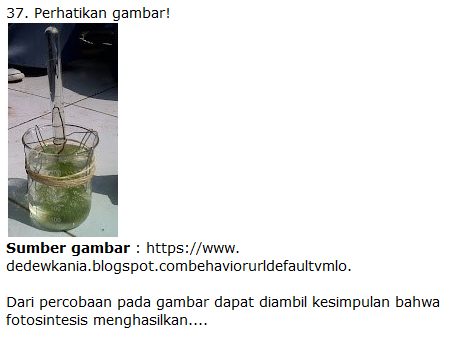 37. Perhatikan gambar!
Sumber gambar : https://www.
dedewkania.blogspot.combehaviorurldefaultvmlo.
Dari percobaan pada gambar dapat diambil kesimpulan bahwa
fotosintesis menghasilkan....